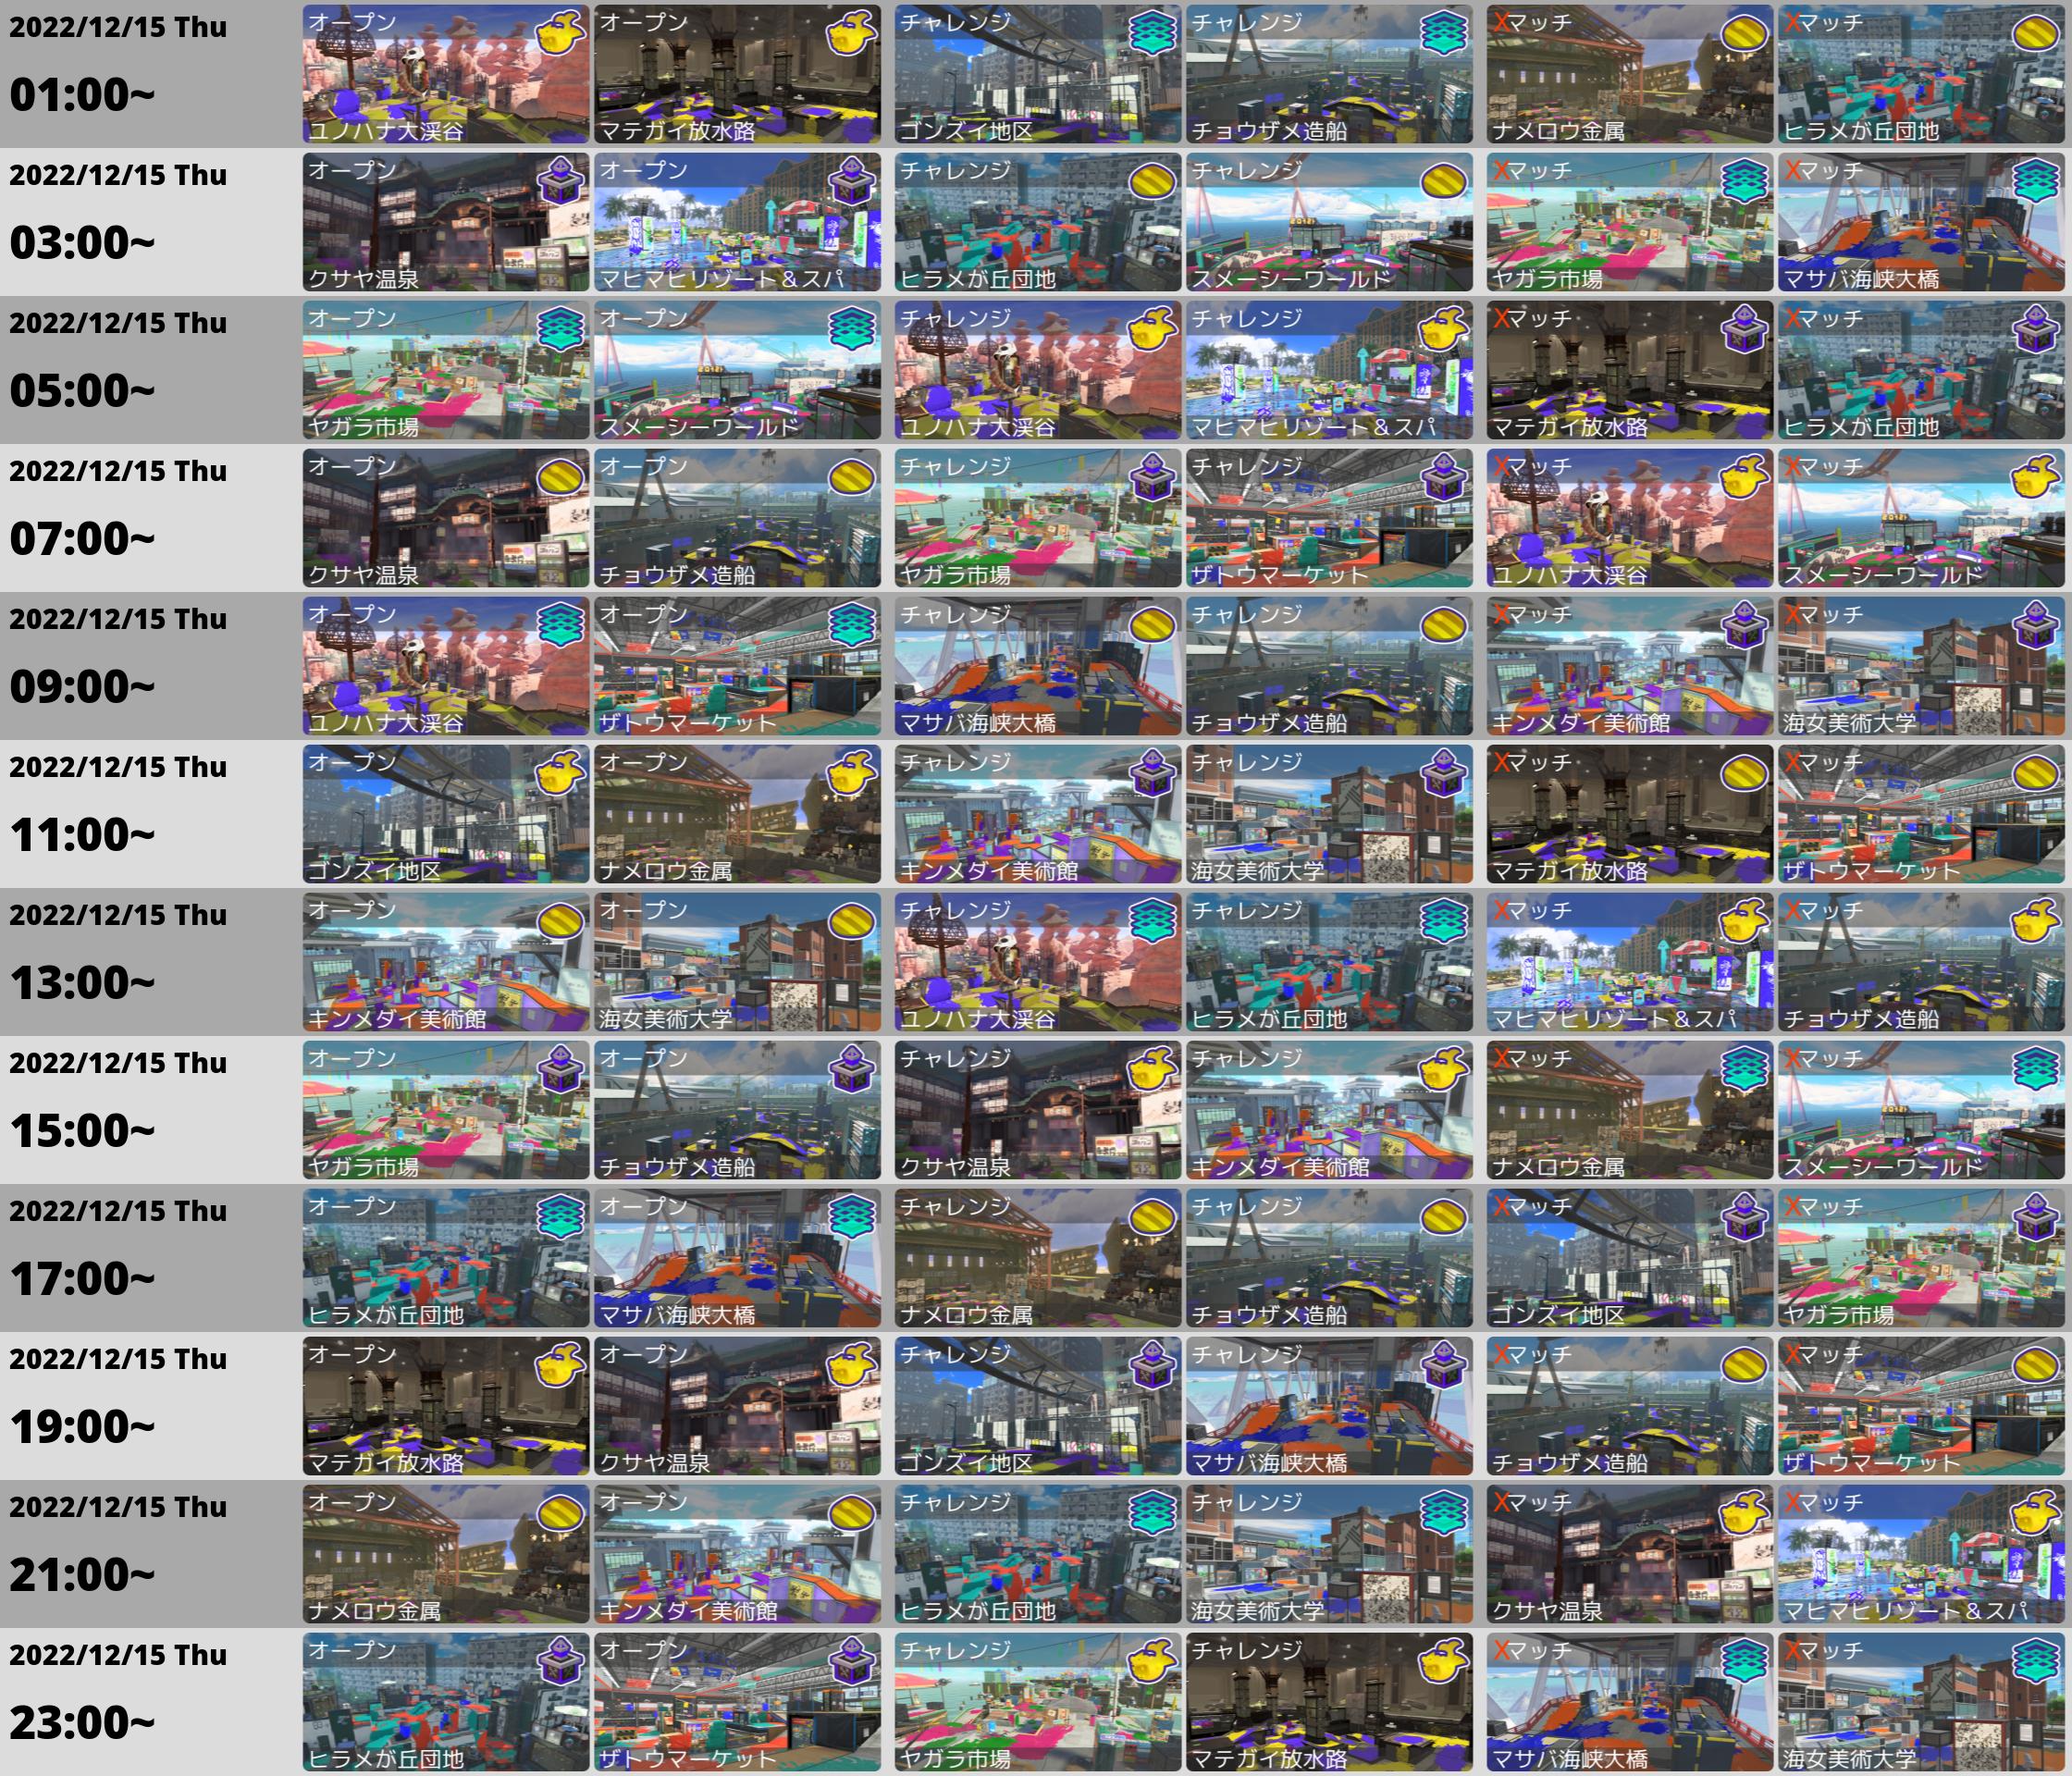 2022/12/15 Thu
01:00~
オープン オープン チャレンジ チャレンジ Xマッチ Xマッチ
ユノハナ大渓谷 マテガイ放水路 ゴンズイ地区 チョウザメ造船 ナメロウ金属 ヒラメが丘団地
2022/12/15 Thu
03:00~
オープン オープン チャレンジ チャレンジ Xマッチ Xマッチ
クサヤ温泉 マヒマヒリゾート&スパ ヒラメが丘団地 スメーシーワールド ヤガラ市場 マサバ海峡大橋
2022/12/15 Thu
05:00~
オープン オープン チャレンジ チャレンジ Xマッチ Xマッチ
ヤガラ市場 スメーシーワールド ユノハナ大渓谷 マヒマヒリゾート&スパ マテガイ放水路 ヒラメが丘団地
2022/12/15 Thu
07:00~
オープン オープン チャレンジ チャレンジ Xマッチ Xマッチ
クサヤ温泉 チョウザメ造船 ヤガラ市場 ザトウマーケット ユノハナ大渓谷 スメーシーワールド
2022/12/15 Thu
09:00~
オープン オープン チャレンジ チャレンジ Xマッチ Xマッチ
ユノハナ大渓谷 ザトウマーケット マサバ海峡大橋 チョウザメ造船 キンメダイ美術館 海女美術大学
2022/12/15 Thu
11:00~
オープン オープン チャレンジ チャレンジ Xマッチ Xマッチ
ゴンズイ地区 ナメロウ金属 キンメダイ美術館 海女美術大学 マテガイ放水路 ザトウマーケット
2022/12/15 Thu
13:00~
オープン オープン チャレンジ チャレンジ Xマッチ Xマッチ
キンメダイ美術館 海女美術大学 ユノハナ大渓谷 ヒラメが丘団地 マヒマヒリゾート&スパ チョウザメ造船
2022/12/15 Thu
15:00~
オープン オープン チャレンジ チャレンジ Xマッチ Xマッチ
ヤガラ市場 チョウザメ造船 クサヤ温泉 キンメダイ美術館 ナメロウ金属 スメーシーワールド
2022/12/15 Thu
17:00~
オープン オープン チャレンジ チャレンジ Xマッチ Xマッチ
ヒラメが丘団地 マサバ海峡大橋 ナメロウ金属 チョウザメ造船 ゴンズイ地区 ヤガラ市場
2022/12/15 Thu
19:00~
オープン オープン チャレンジ チャレンジ Xマッチ Xマッチ
マテガイ放水路 クサヤ温泉 ゴンズイ地区 マサバ海峡大橋 チョウザメ造船 ザトウマーケット
2022/12/15 Thu
21:00~
オープン オープン チャレンジ チャレンジ Xマッチ Xマッチ
ナメロウ金属 キンメダイ美術館 ヒラメが丘団地 海女美術大学 クサヤ温泉 マヒマヒリゾート&スパ
2022/12/15 Thu
23:00~
オープン オープン チャレンジ チャレンジ Xマッチ Xマッチ
ヒラメが丘団地 ザトウマーケット ヤガラ市場 マテガイ放水路 マサバ海峡大橋 海女美術大学